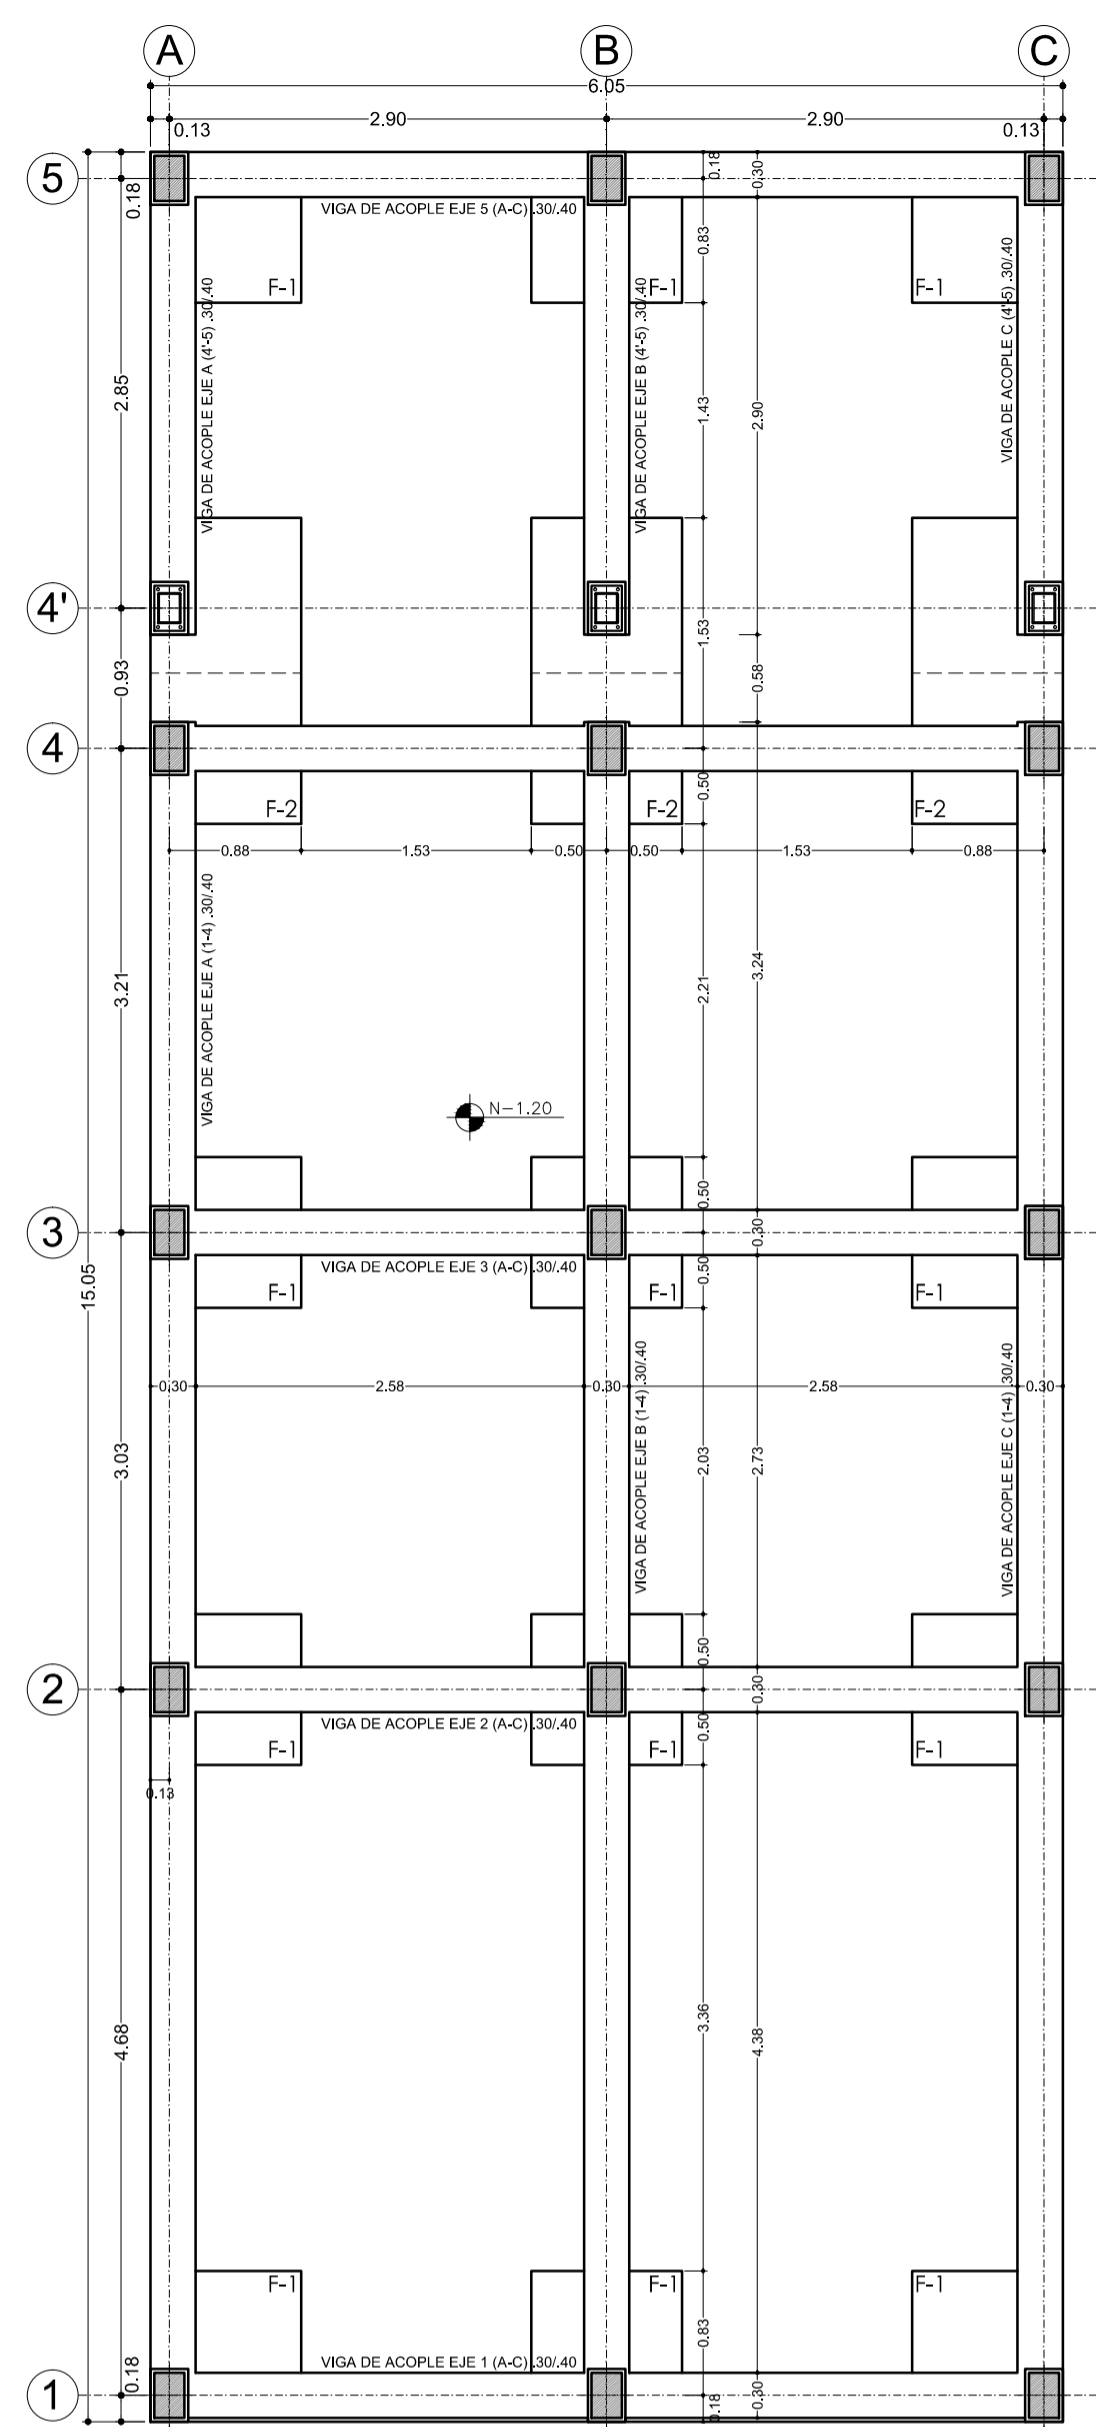 A B C
6.05
2.90 2.90
0.13 0.13
5
0.18 0.18 0.30
VIGA DE ACOPLE EJE 5 (A-C) .30/.40
0.83
F-1 F-1 F-1
VIGA DE ACOPLE EJE A (4'-5) .30/.40
VIGA DE ACOPLE EJE B (4'-5) .30/.40
VIGA DE ACOPLE C (4'-5) .30/.40
2.85 1.43 2.90
4'
0.93 1.53 0.58
4
0.50
F-2 F-2 F-2
0.88 1.53 0.50 0.50 1.53 0.88
VIGA DE ACOPLE EJE A (1-4) .30/.40
3.21 2.21 3.24
N-1.20
0.50
3
0.30
15.05
VIGA DE ACOPLE EJE 3 (A-C) .30/.40
0.50
F-1 F-1 F-1
0.30 2.58 0.30 2.58 0.30
VIGA DE ACOPLE EJE B (1-4) .30/.40
VIGA DE ACOPLE EJE C (1-4) .30/.40
3.03 2.03 2.73
0.50
2
0.30
VIGA DE ACOPLE EJE 2 (A-C) .30/.40
0.50
F-1 F-1 F-1
0.13
4.68 3.36 4.38
F-1 F-1 F-1
0.83
VIGA DE ACOPLE EJE 1 (A-C) .30/.40
0.18
1
0.18 0.30